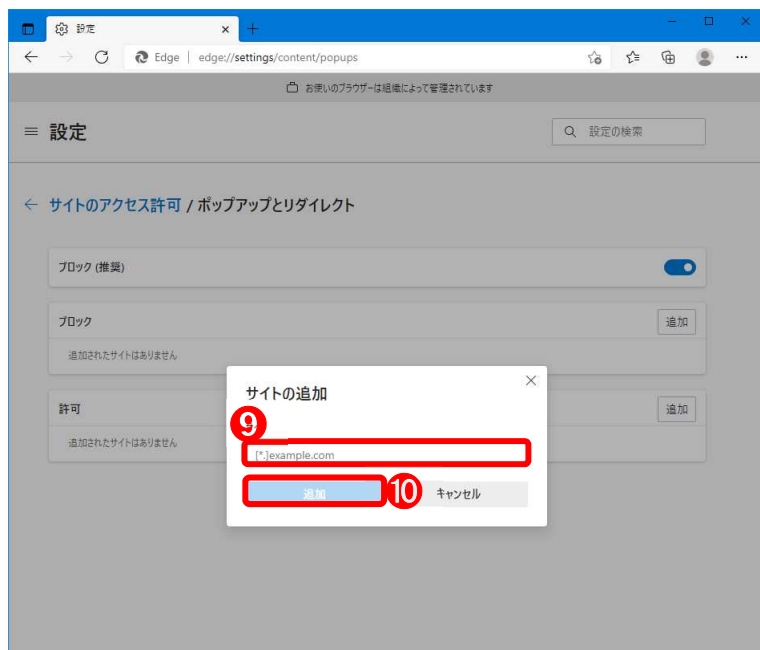 設定
Edge | edge://settings/content/popups
お使いのブラウザーは組織によって管理されています
設定
設定の検索
サイトのアクセス許可 / ポップアップとリダイレクト
ブロック (推奨)
ブロック
追加
追加されたサイトはありません
許可
追加
追加されたサイトはありません
サイトの追加
9
[*.]example.com
追加
10
キャンセル